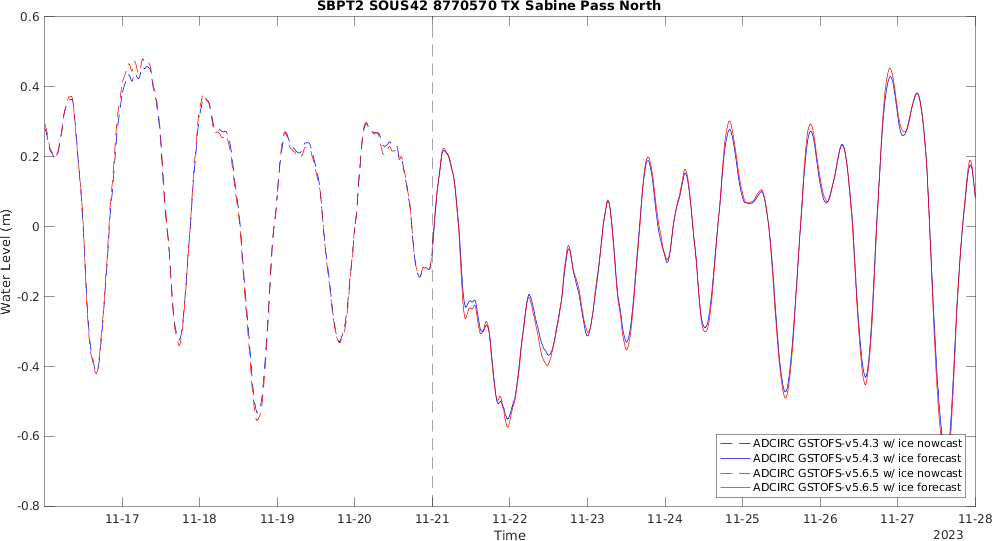 SBPT2 SOUS42 8770570 TX Sabine Pass North
0.6
0.4
0.2
0
-0.2
-0.4
-0.6
-0.8
Water Level (m)
ADCIRC GSTOFS-v5.4.3 w/ ice nowcast
ADCIRC GSTOFS-v5.4.3 w/ ice forecast
ADCIRC GSTOFS-v5.6.5 w/ ice nowcast
ADCIRC GSTOFS-v5.6.5 w/ ice forecast
11-17 11-18 11-19 11-20 11-21 11-22 11-23 11-24 11-25 11-26 11-27 11-28
Time
2023